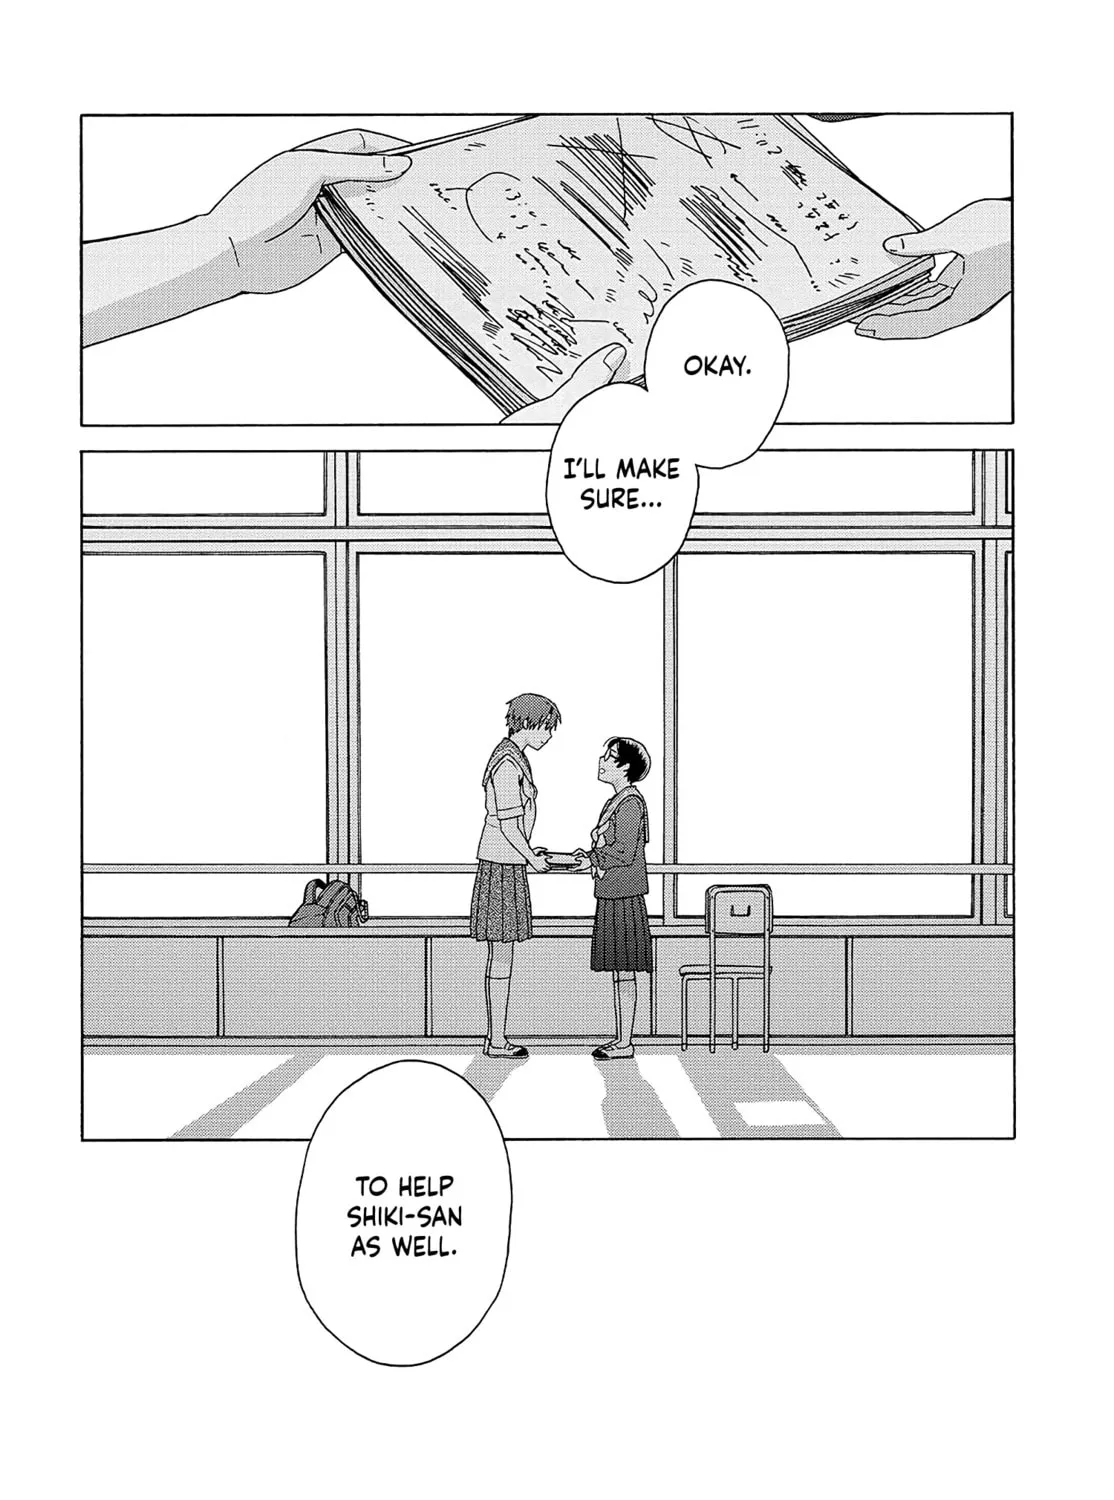 OKAY.
I'LL MAKE
SURE...
TO HELP
SHIKI-SAN
AS WELL.